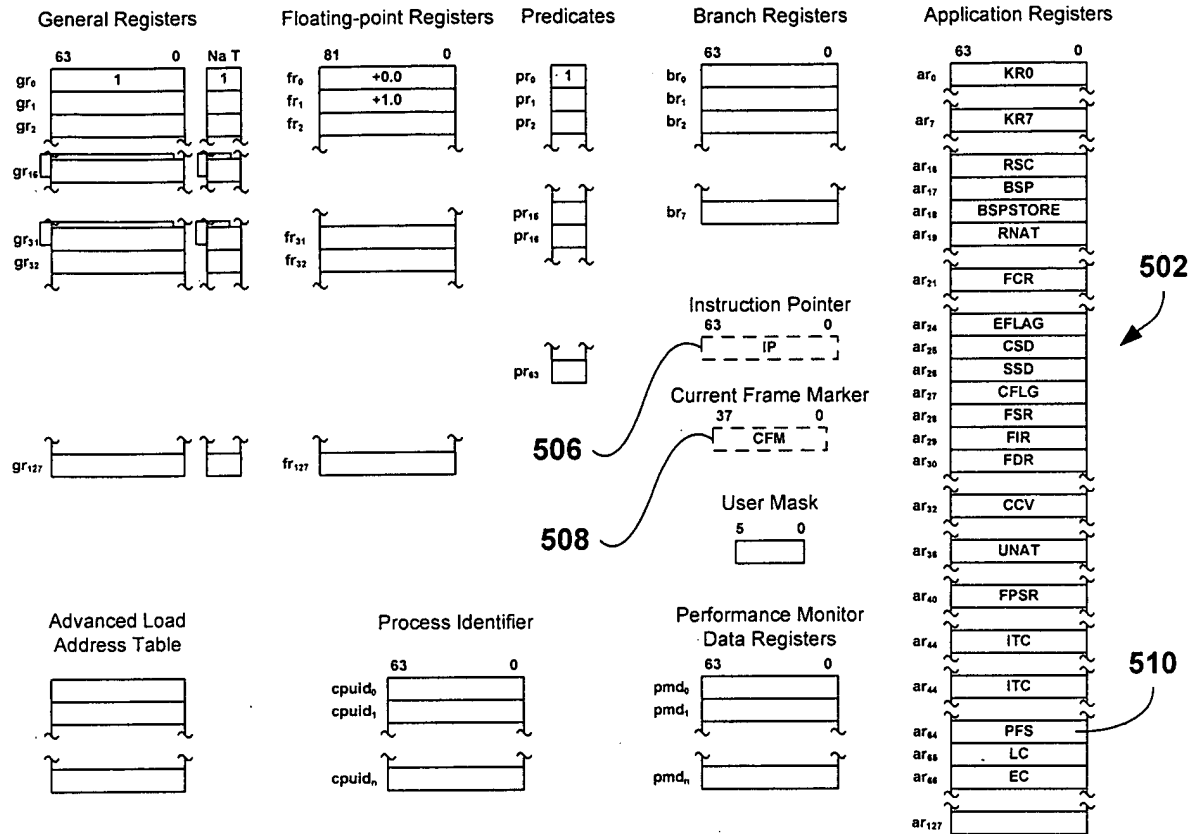 General Registers
63 0 Na T
gr0 1 1
gr1
gr2
gr16
gr31
gr32
gr127
Floating-point Registers
81 0
fr0 +0.0
fr1 +1.0
fr2
fr31
fr32
fr127
Predicates
pr0 1
pr1
pr2
pr15
pr16
pr63
Branch Registers
63 0
br0
br1
br2
br7
Instruction Pointer
63 0
IP
506
Current Frame Marker
37 0
CFM
508
User Mask
5 0
Application Registers
63 0
ar0 KR0
ar7 KR7
ar16 RSC
ar17 BSP
ar18 BSPSTORE
ar19 RNAT
ar21 FCR
502
ar24 EFLAG
ar25 CSD
ar26 SSD
ar27 CFLG
ar28 FSR
ar29 FIR
ar30 FDR
ar32 CCV
ar36 UNAT
ar40 FPSR
ar44 ITC
ar44 ITC
510
ar64 PFS
ar65 LC
ar66 EC
ar127
Advanced Load
Address Table
Process Identifier
63 0
cpuid0
cpuid1
cpuidn
Performance Monitor
Data Registers
63 0
pmd0
pmd1
pmdn